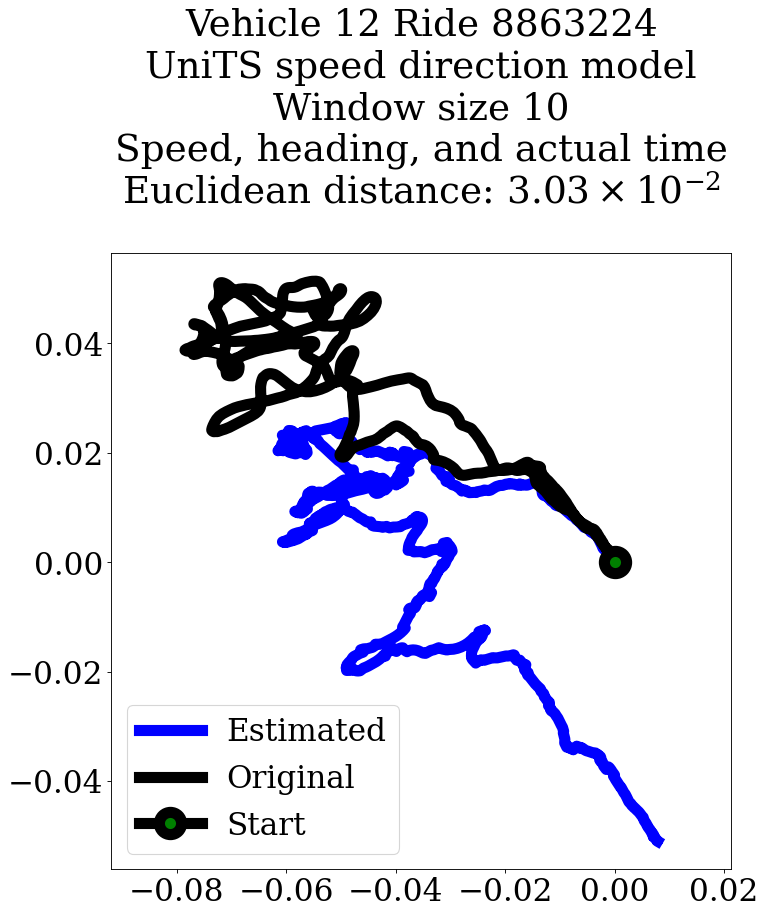 Vehicle 12 Ride 8863224
UniTS speed direction model
Window size 10
Speed, heading, and actual time
Euclidean distance: 3.03 × 10⁻²
0.04
0.02
0.00
−0.02
−0.04
Estimated
Original
Start
−0.08 −0.06 −0.04 −0.02 0.00 0.02